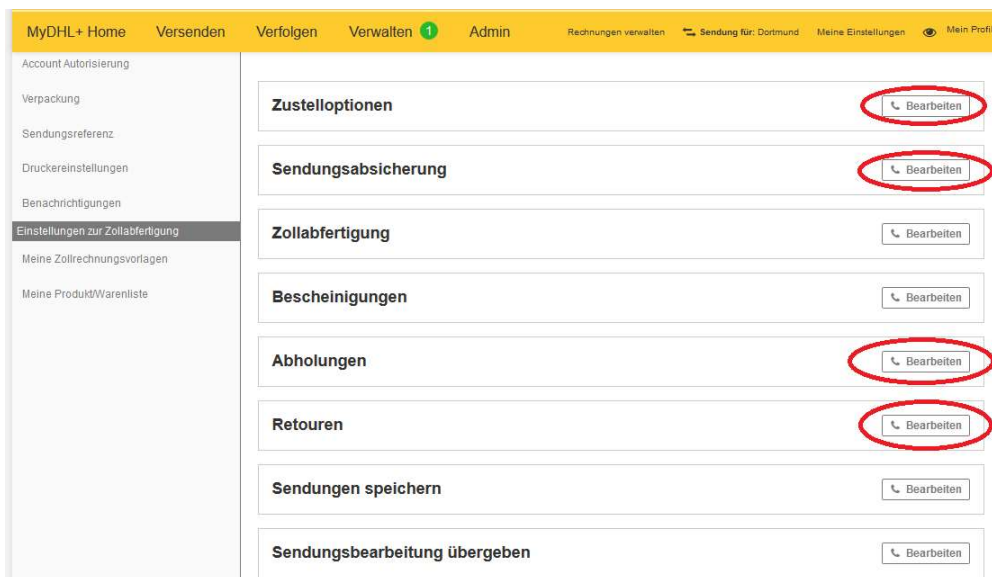 MyDHL+ Home Versenden Verfolgen Verwalten 1 Admin Rechnungen verwalten Sendung für: Dortmund Meine Einstellungen Mein Profil
Account Autorisierung
Verpackung
Sendungsreferenz
Druckereinstellungen
Benachrichtigungen
Einstellungen zur Zollabfertigung
Meine Zollrechnungsvorlagen
Meine Produkt/Warenliste
Zustelloptionen Bearbeiten
Sendungsabsicherung Bearbeiten
Zollabfertigung Bearbeiten
Bescheinigungen Bearbeiten
Abholungen Bearbeiten
Retouren Bearbeiten
Sendungen speichern Bearbeiten
Sendungsbearbeitung übergeben Bearbeiten